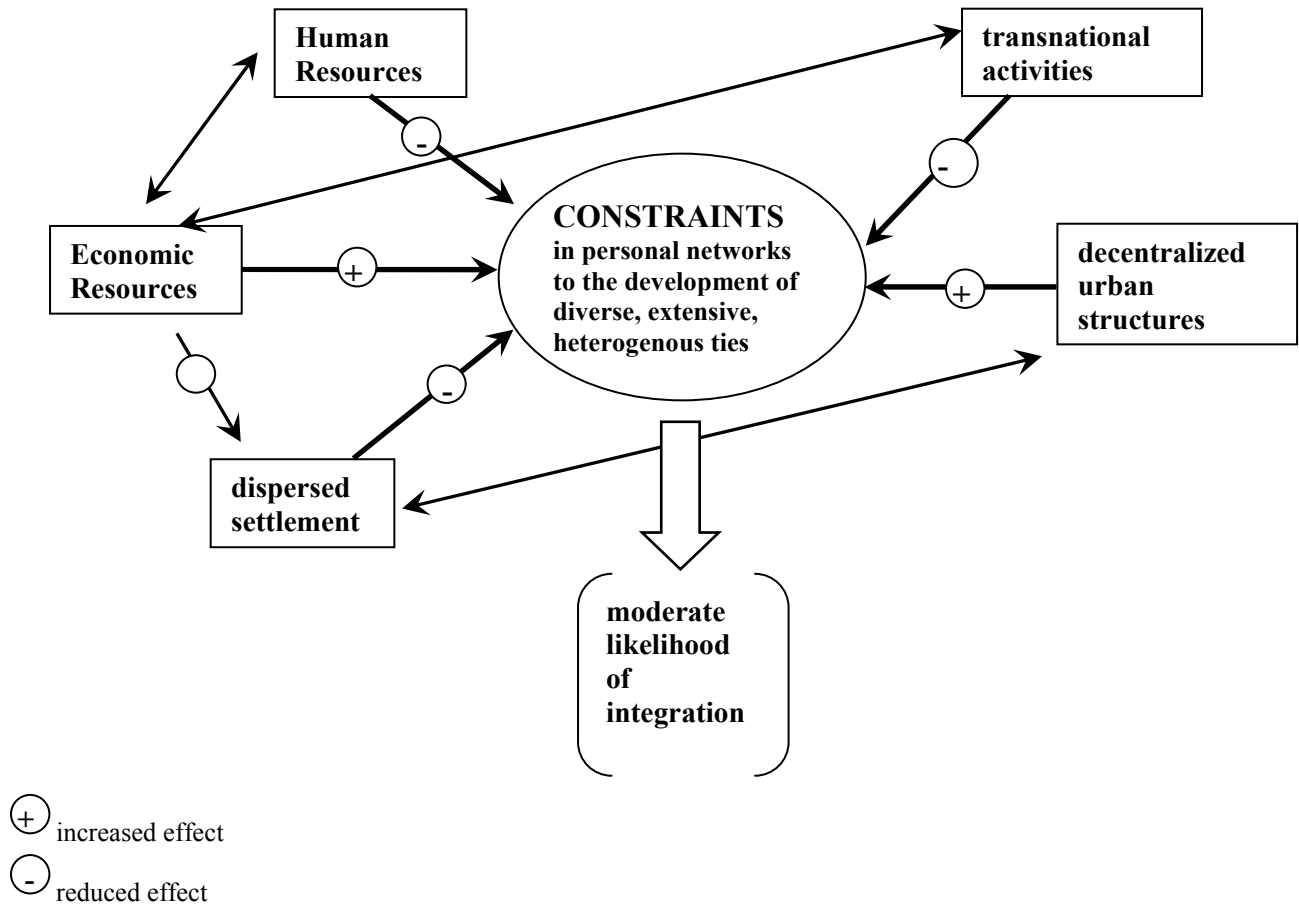 Human
Resources
transnational
activities
-
-
CONSTRAINTS
in personal networks
to the development of
diverse, extensive,
heterogenous ties
Economic
Resources
+
decentralized
urban
structures
+
-
dispersed
settlement
moderate
likelihood
of
integration
+ increased effect
- reduced effect